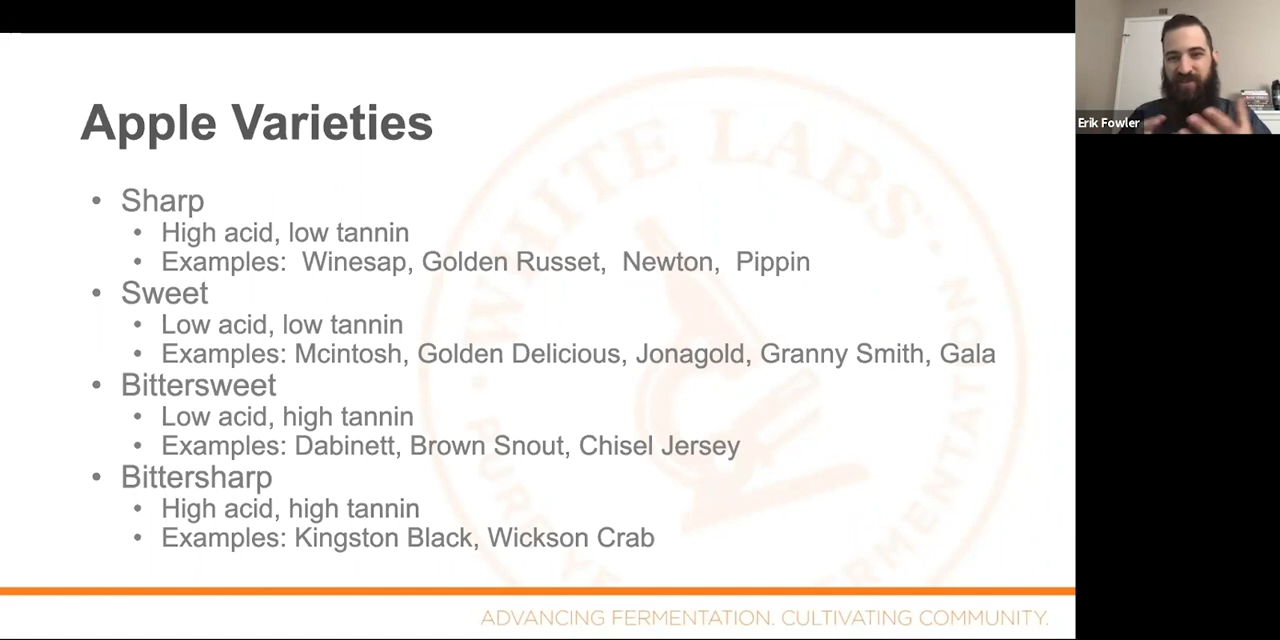 Apple Varieties
• Sharp
• High acid, low tannin
• Examples: Winesap, Golden Russet, Newton, Pippin
• Sweet
• Low acid, low tannin
• Examples: Mcintosh, Golden Delicious, Jonagold, Granny Smith, Gala
• Bittersweet
• Low acid, high tannin
• Examples: Dabinett, Brown Snout, Chisel Jersey
• Bittersharp
• High acid, high tannin
• Examples: Kingston Black, Wickson Crab
WHITE LABS
ADVANCING FERMENTATION. CULTIVATING COMMUNITY.
Erik Fowler